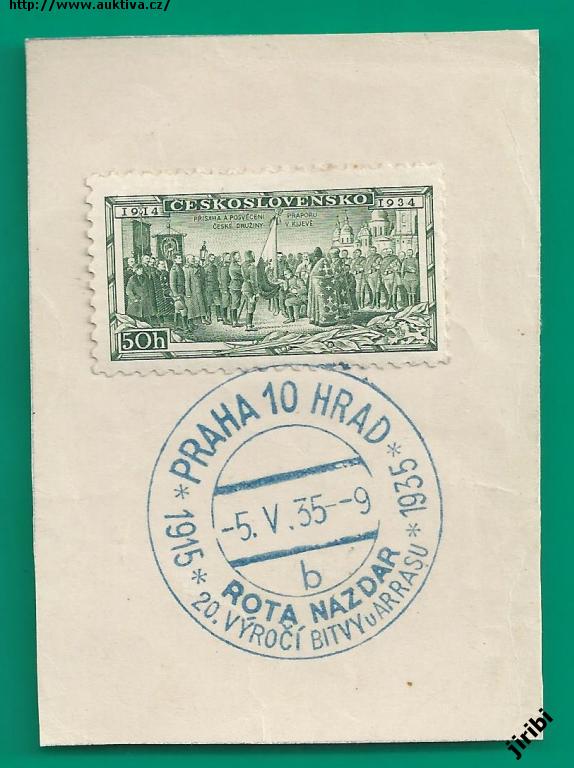 http://www.auktiva.cz/
1914 ČESKOSLOVENSKO 1934
PŘÍSAHA A POSVĚCENÍ PRAPORU
ČESKÉ DRUŽINY V KIJEVĚ
50h
* PRAHA 10 HRAD *
1915 * * 1935
-5.V.35--9
b
ROTA NAZDAR
20. VÝROČÍ BITVY u ARRASU
jiribi